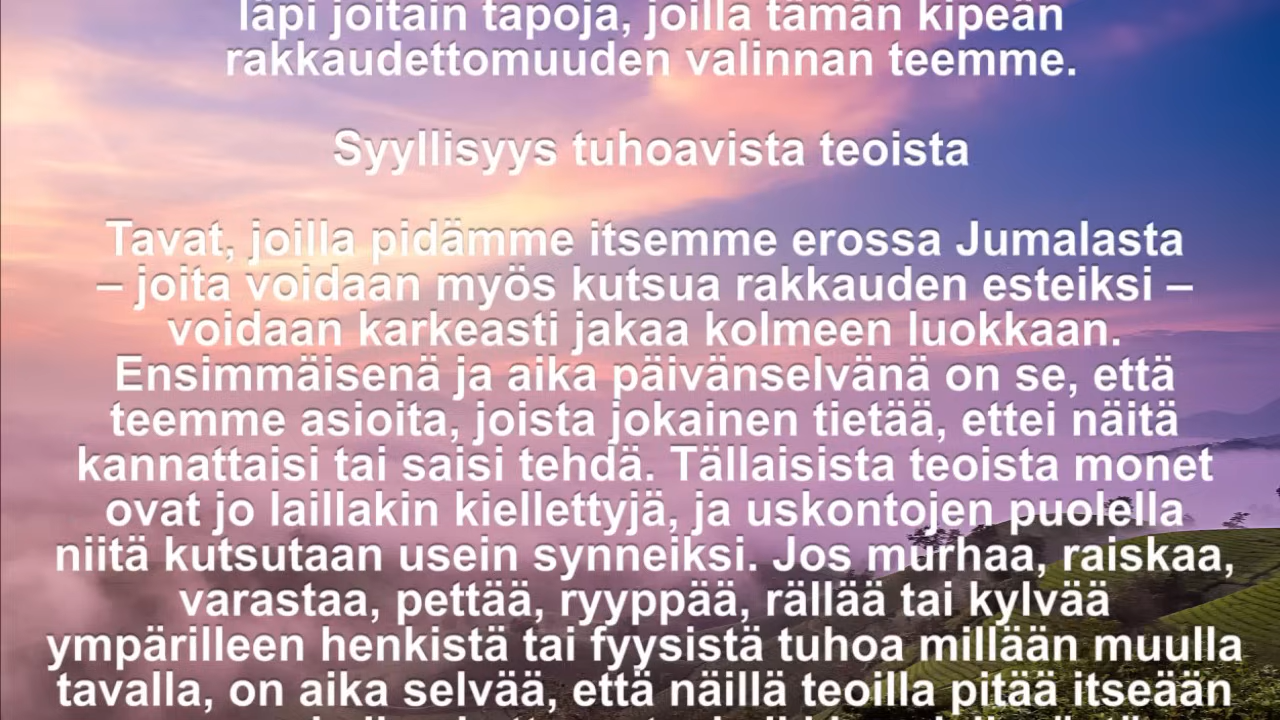 läpi joitain tapoja, joilla tämän kipeän
rakkaudettomuuden valinnan teemme.
Syyllisyys tuhoavista teoista
Tavat, joilla pidämme itsemme erossa Jumalasta
– joita voidaan myös kutsua rakkauden esteiksi –
voidaan karkeasti jakaa kolmeen luokkaan.
Ensimmäisenä ja aika päivänselvänä on se, että
teemme asioita, joista jokainen tietää, ettei näitä
kannattaisi tai saisi tehdä. Tällaisista teoista monet
ovat jo laillakin kiellettyjä, ja uskontojen puolella
niitä kutsutaan usein synneiksi. Jos murhaa, raiskaa,
varastaa, pettää, ryyppää, rällää tai kylvää
ympärilleen henkistä tai fyysistä tuhoa millään muulla
tavalla, on aika selvää, että näillä teoilla pitää itseään